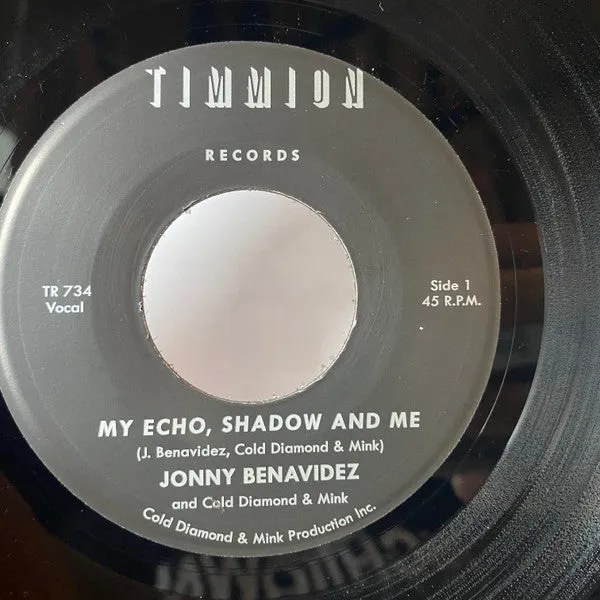 TIMMION
RECORDS
TR 734
Vocal
Side 1
45 R.P.M.
MY ECHO, SHADOW AND ME
(J. Benavidez, Cold Diamond & Mink)
JONNY BENAVIDEZ
and Cold Diamond & Mink
Cold Diamond & Mink Production Inc.